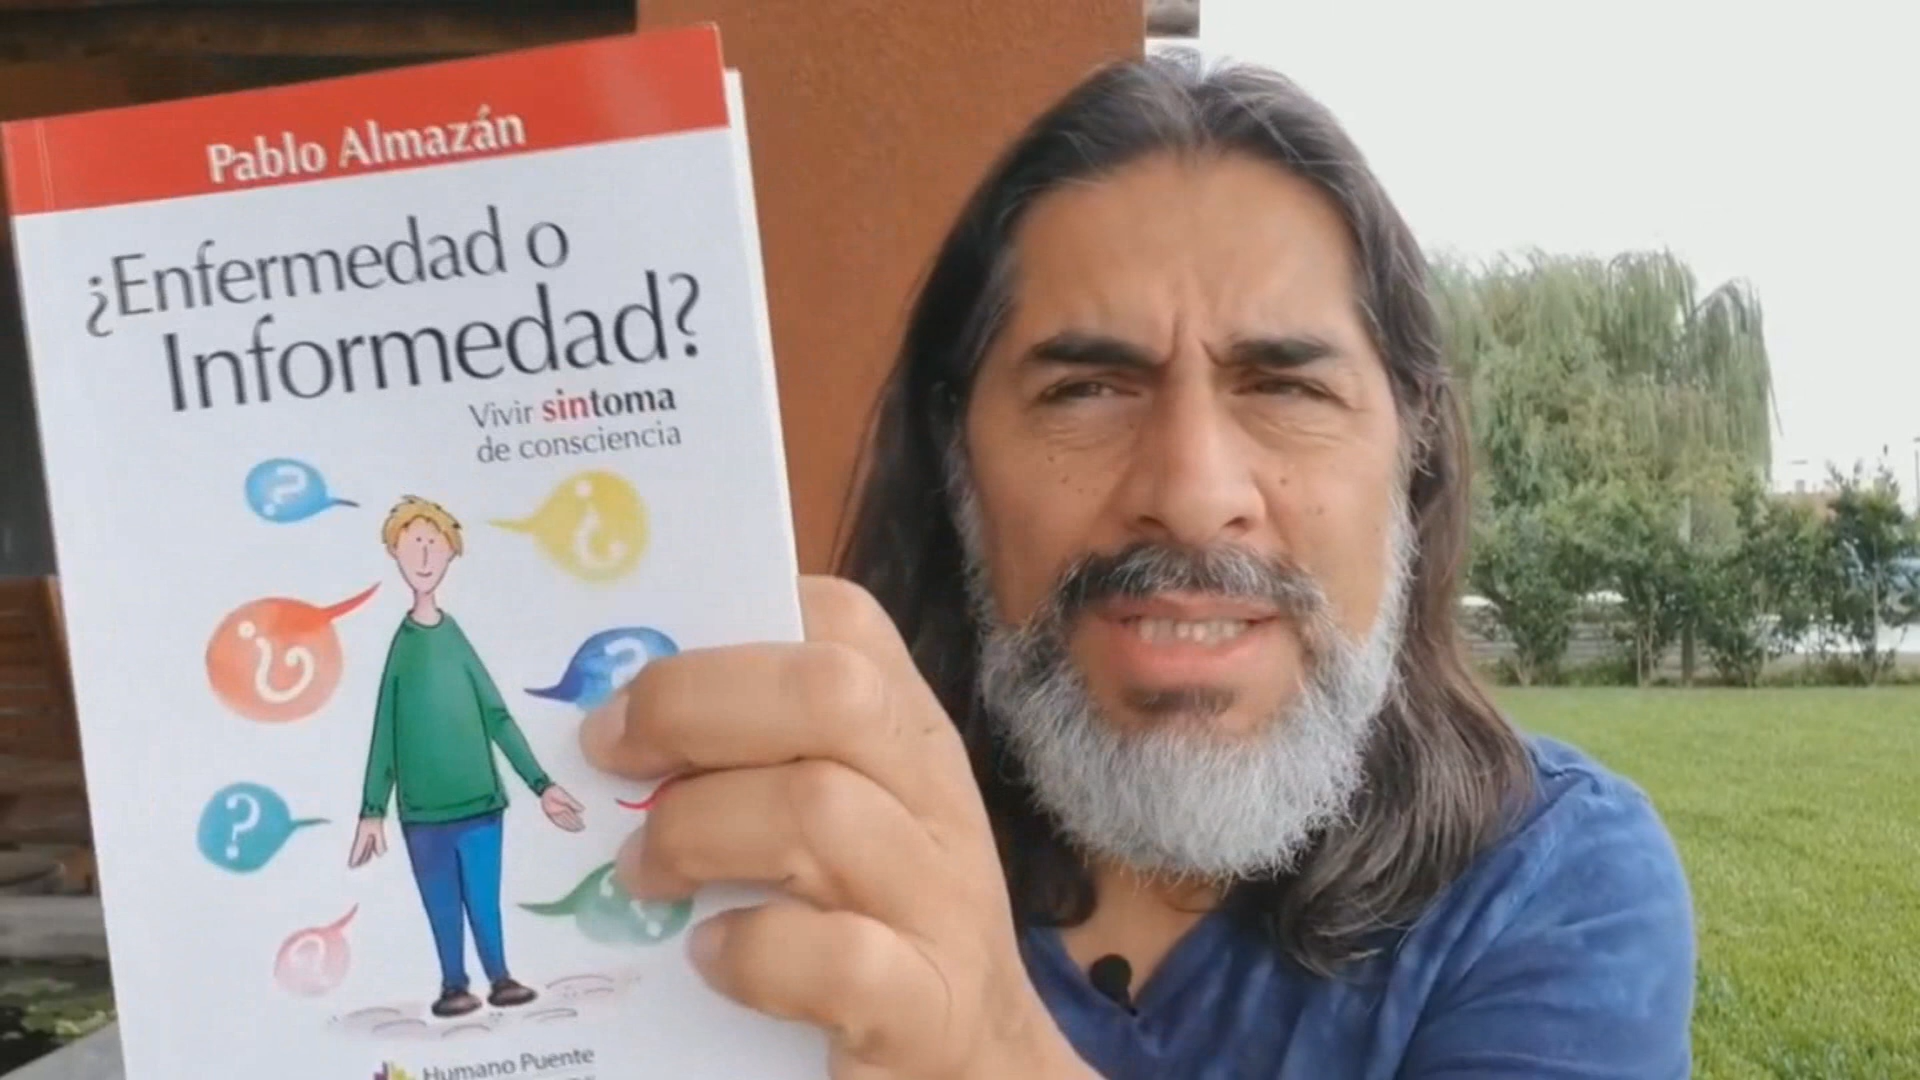 Pablo Almazán
¿Enfermedad o
Informedad?
Vivir sintoma
de consciencia
?
¿
¿
?
?
?
?
Humano Puente